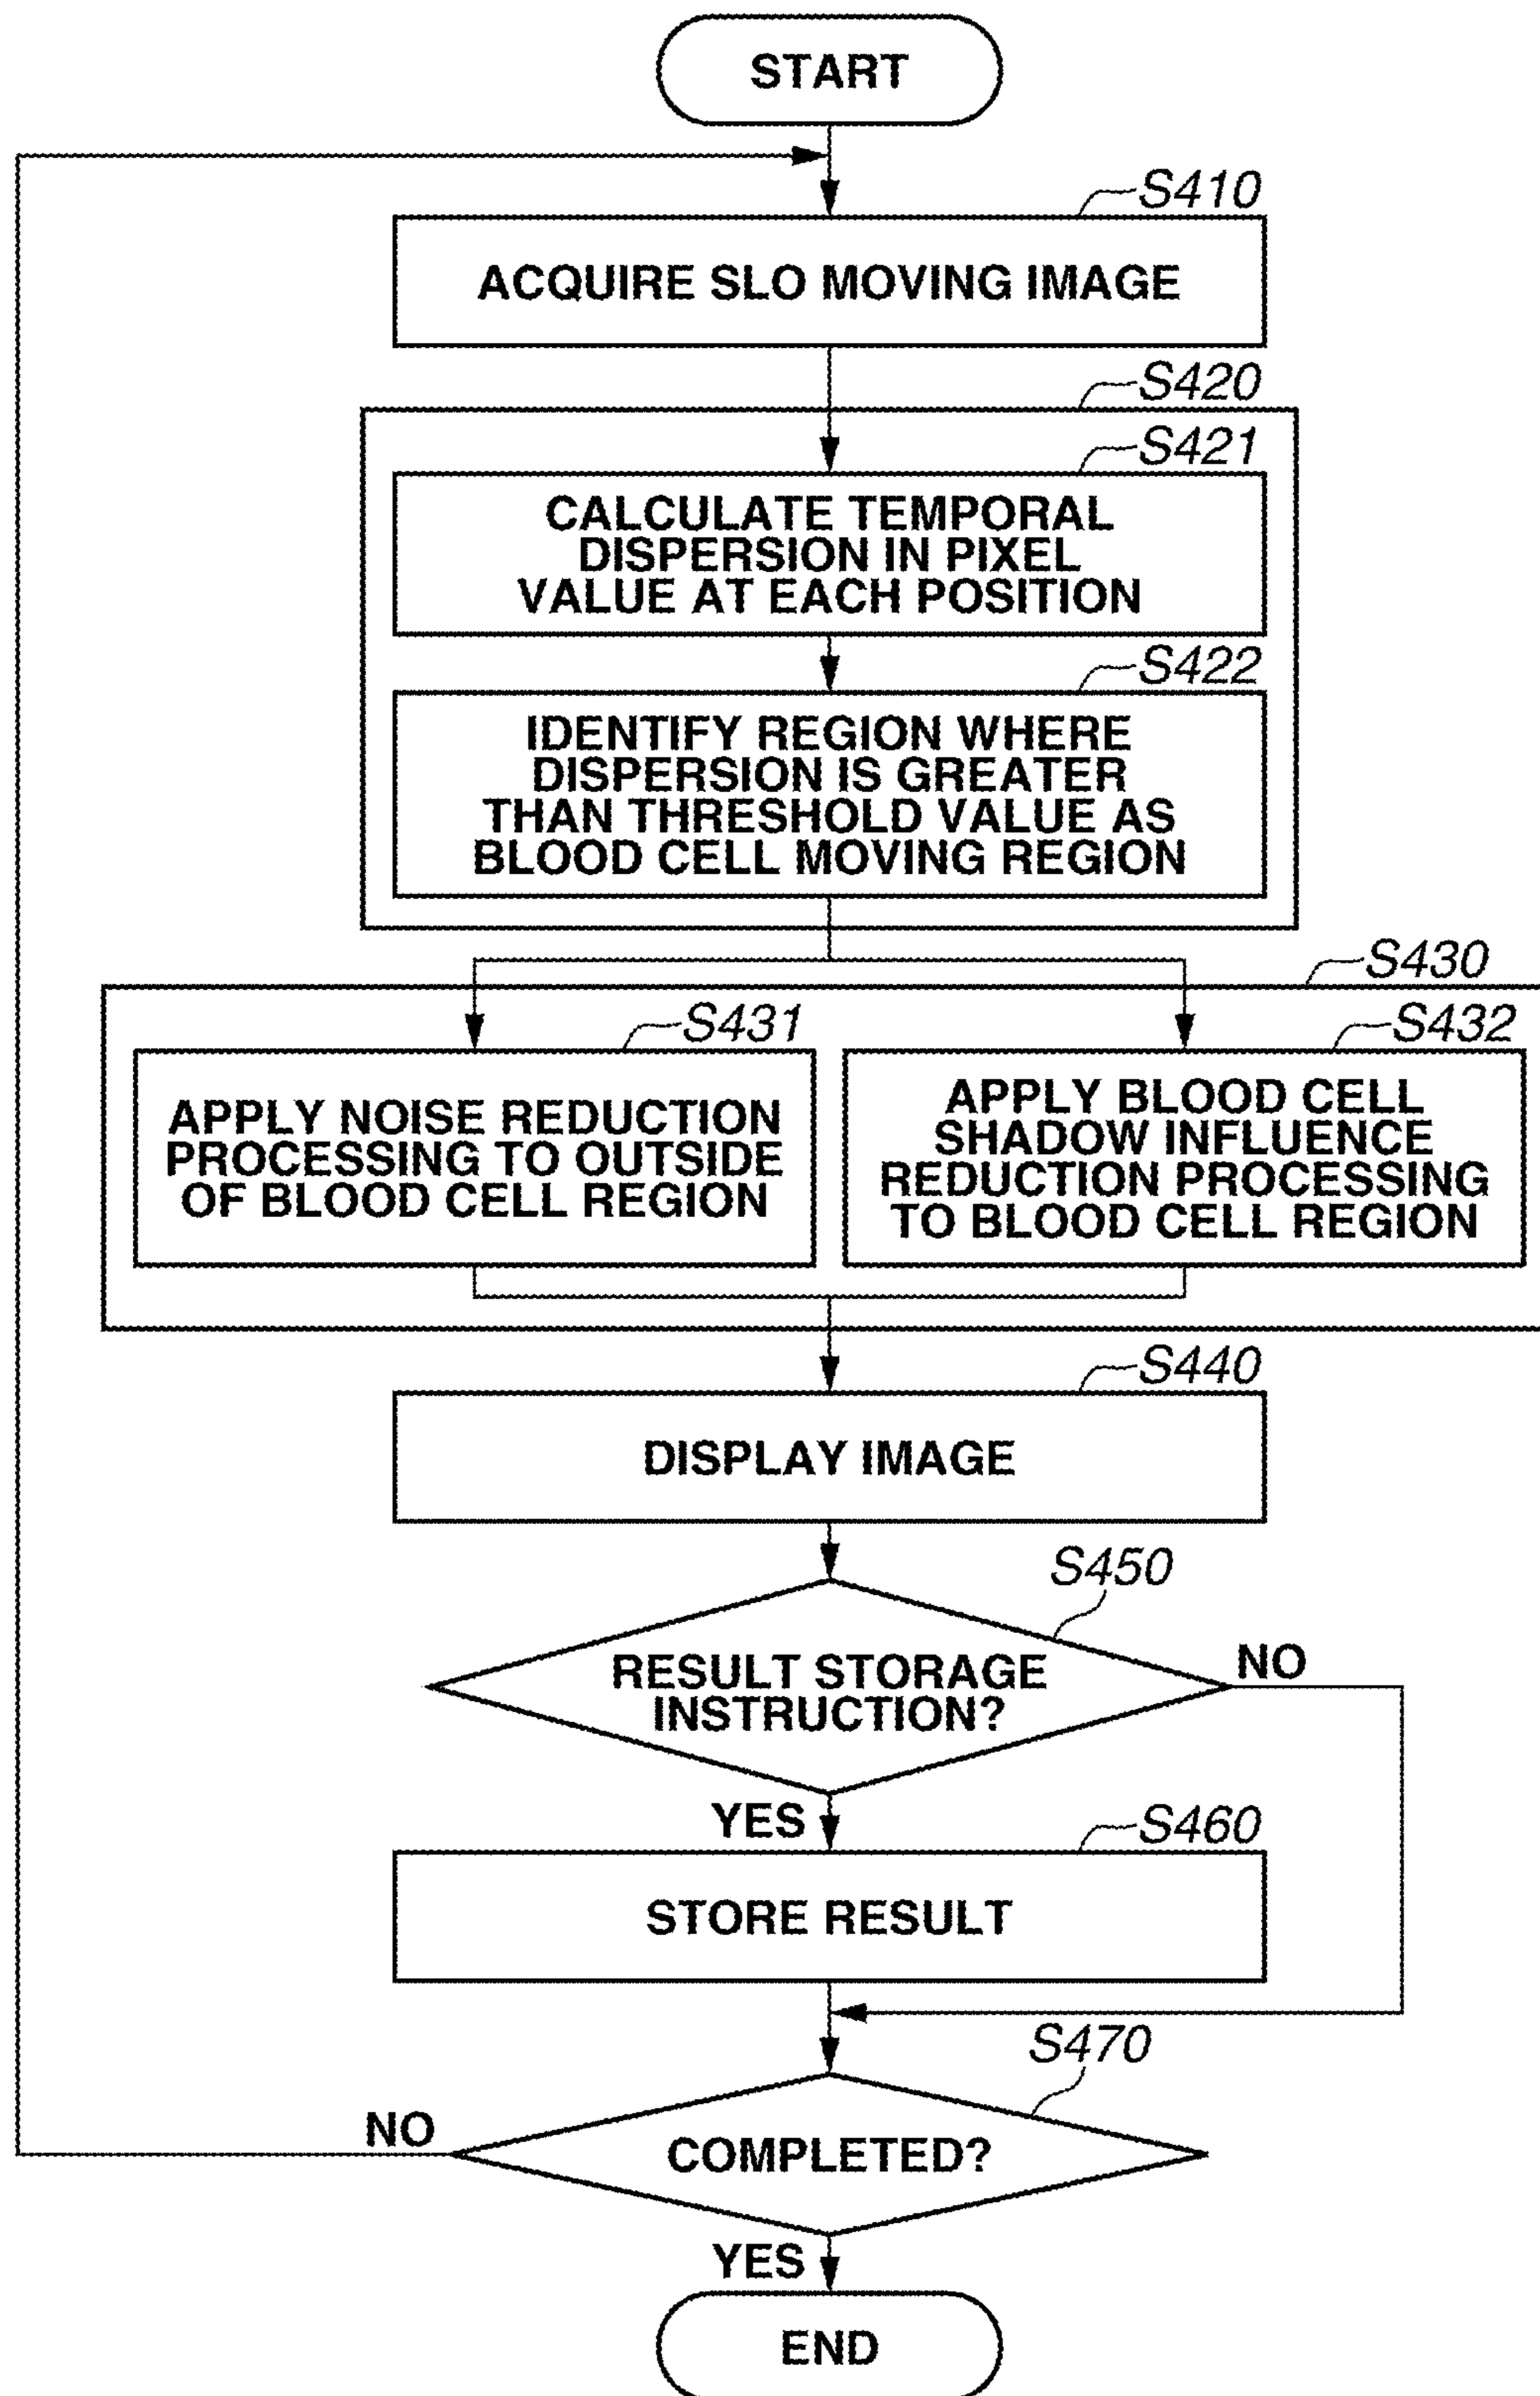 START
S410
ACQUIRE SLO MOVING IMAGE
S420
S421
CALCULATE TEMPORAL
DISPERSION IN PIXEL
VALUE AT EACH POSITION
S422
IDENTIFY REGION WHERE
DISPERSION IS GREATER
THAN THRESHOLD VALUE AS
BLOOD CELL MOVING REGION
S430
S431
APPLY NOISE REDUCTION
PROCESSING TO OUTSIDE
OF BLOOD CELL REGION
S432
APPLY BLOOD CELL
SHADOW INFLUENCE
REDUCTION PROCESSING
TO BLOOD CELL REGION
S440
DISPLAY IMAGE
S450
RESULT STORAGE
INSTRUCTION?
NO
YES
S460
STORE RESULT
S470
COMPLETED?
NO
YES
END